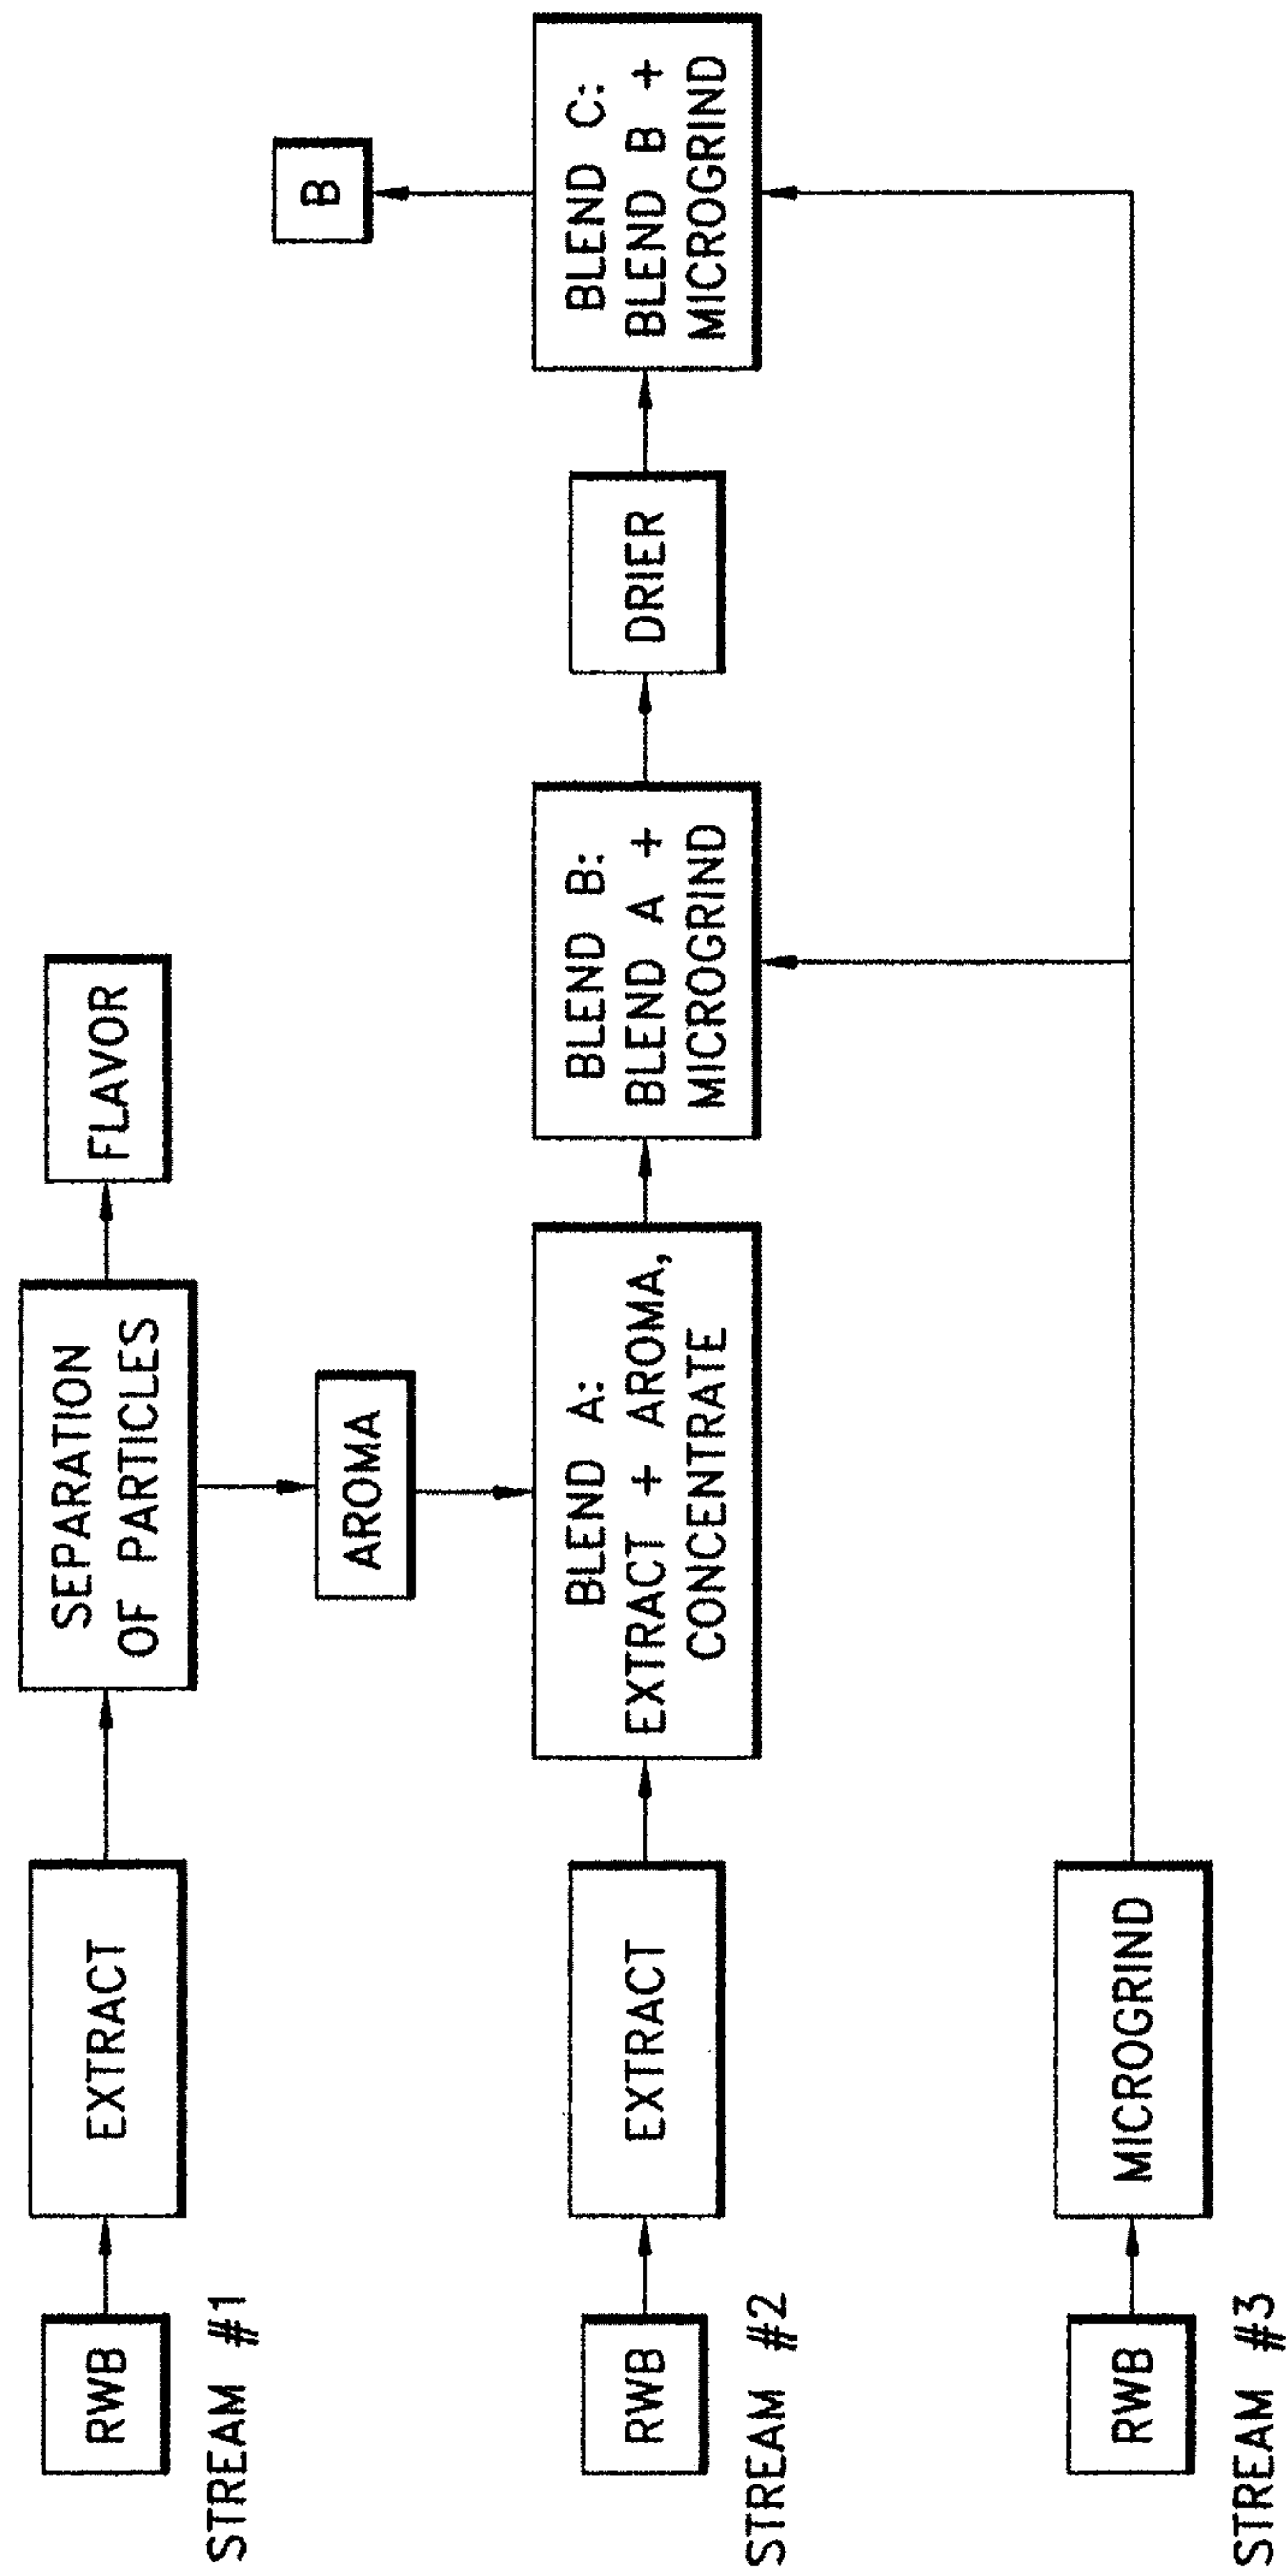 RWB
EXTRACT
SEPARATION
OF PARTICLES
FLAVOR
STREAM #1
AROMA
B
RWB
EXTRACT
BLEND A:
EXTRACT + AROMA,
CONCENTRATE
BLEND B:
BLEND A +
MICROGRIND
DRIER
BLEND C:
BLEND B +
MICROGRIND
STREAM #2
RWB
MICROGRIND
STREAM #3